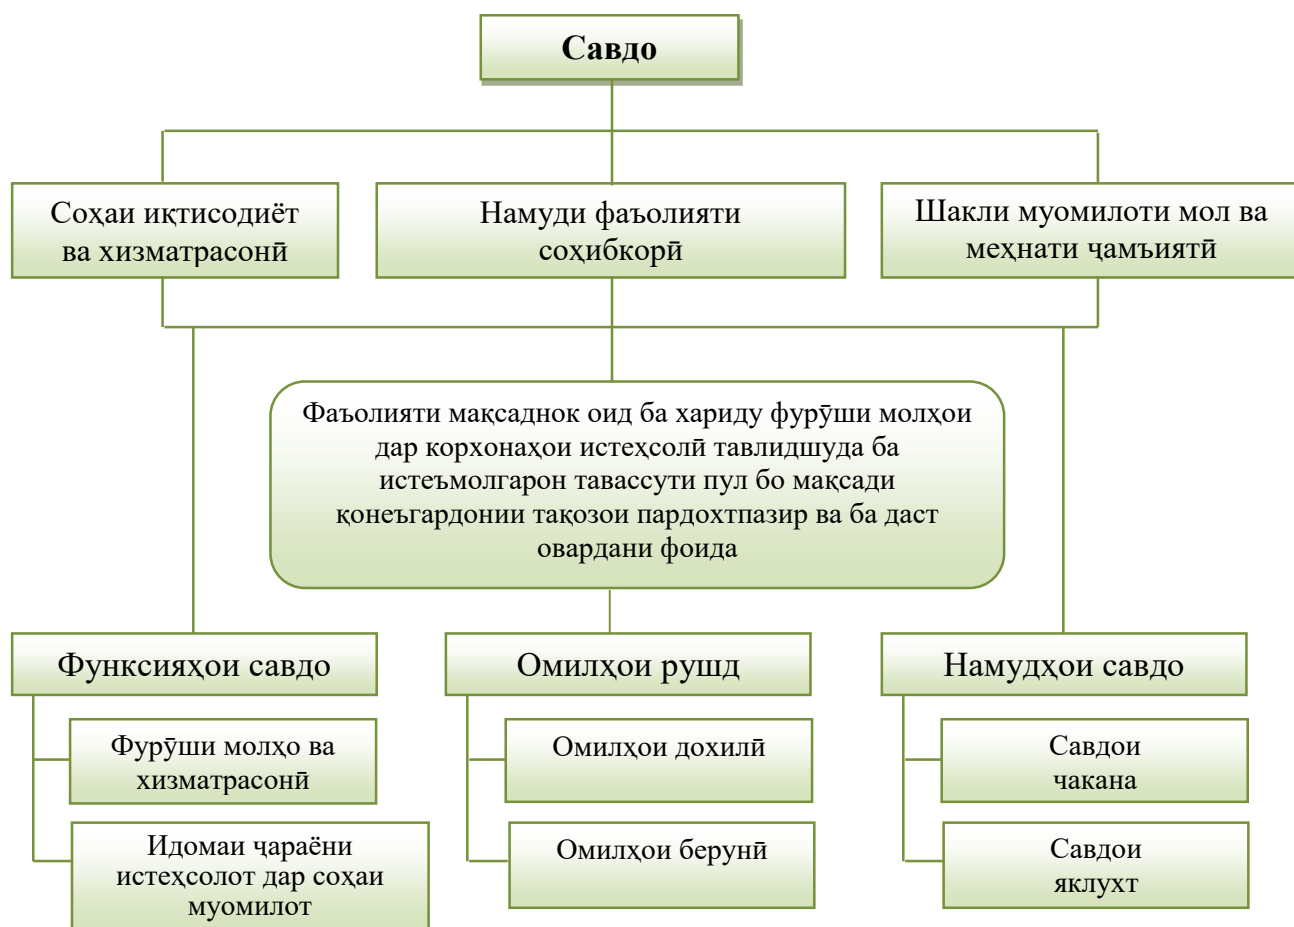 Савдо
Соҳаи иқтисодиёт
ва хизматрасонӣ
Намуди фаъолияти
соҳибкорӣ
Шакли муомилоти мол ва
меҳнати ҷамъиятӣ
Фаъолияти мақсаднок оид ба хариду фурӯши молҳои
дар корхонаҳои истеҳсолӣ тавлидшуда ба
истеъмолгарон тавассути пул бо мақсади
қонеъгардонии тақозои пардохтпазир ва ба даст
овардани фоида
Функсияҳои савдо
Фурӯши молҳо ва
хизматрасонӣ
Идомаи ҷараёни
истеҳсолот дар соҳаи
муомилот
Омилҳои рушд
Омилҳои дохилӣ
Омилҳои берунӣ
Намудҳои савдо
Савдои
чакана
Савдои
яклухт